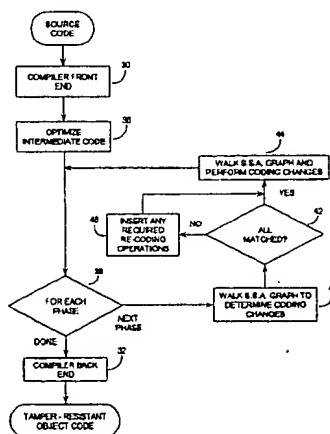 SOURCE
CODE
30
COMPILER FRONT
END
OPTIMIZE
INTERMEDIATE CODE
44
WALK S.S.A. GRAPH AND
PERFORM CODING CHANGES
YES
INSERT ANY
REQUIRED
RE-CODING
OPERATIONS
NO
ALL
MATCHED?
42
FOR EACH
PHASE
NEXT
PHASE
WALK S.S.A. GRAPH TO
DETERMINE CODING
CHANGES
DONE
32
COMPILER BACK
END
TAMPER - RESISTANT
OBJECT CODE